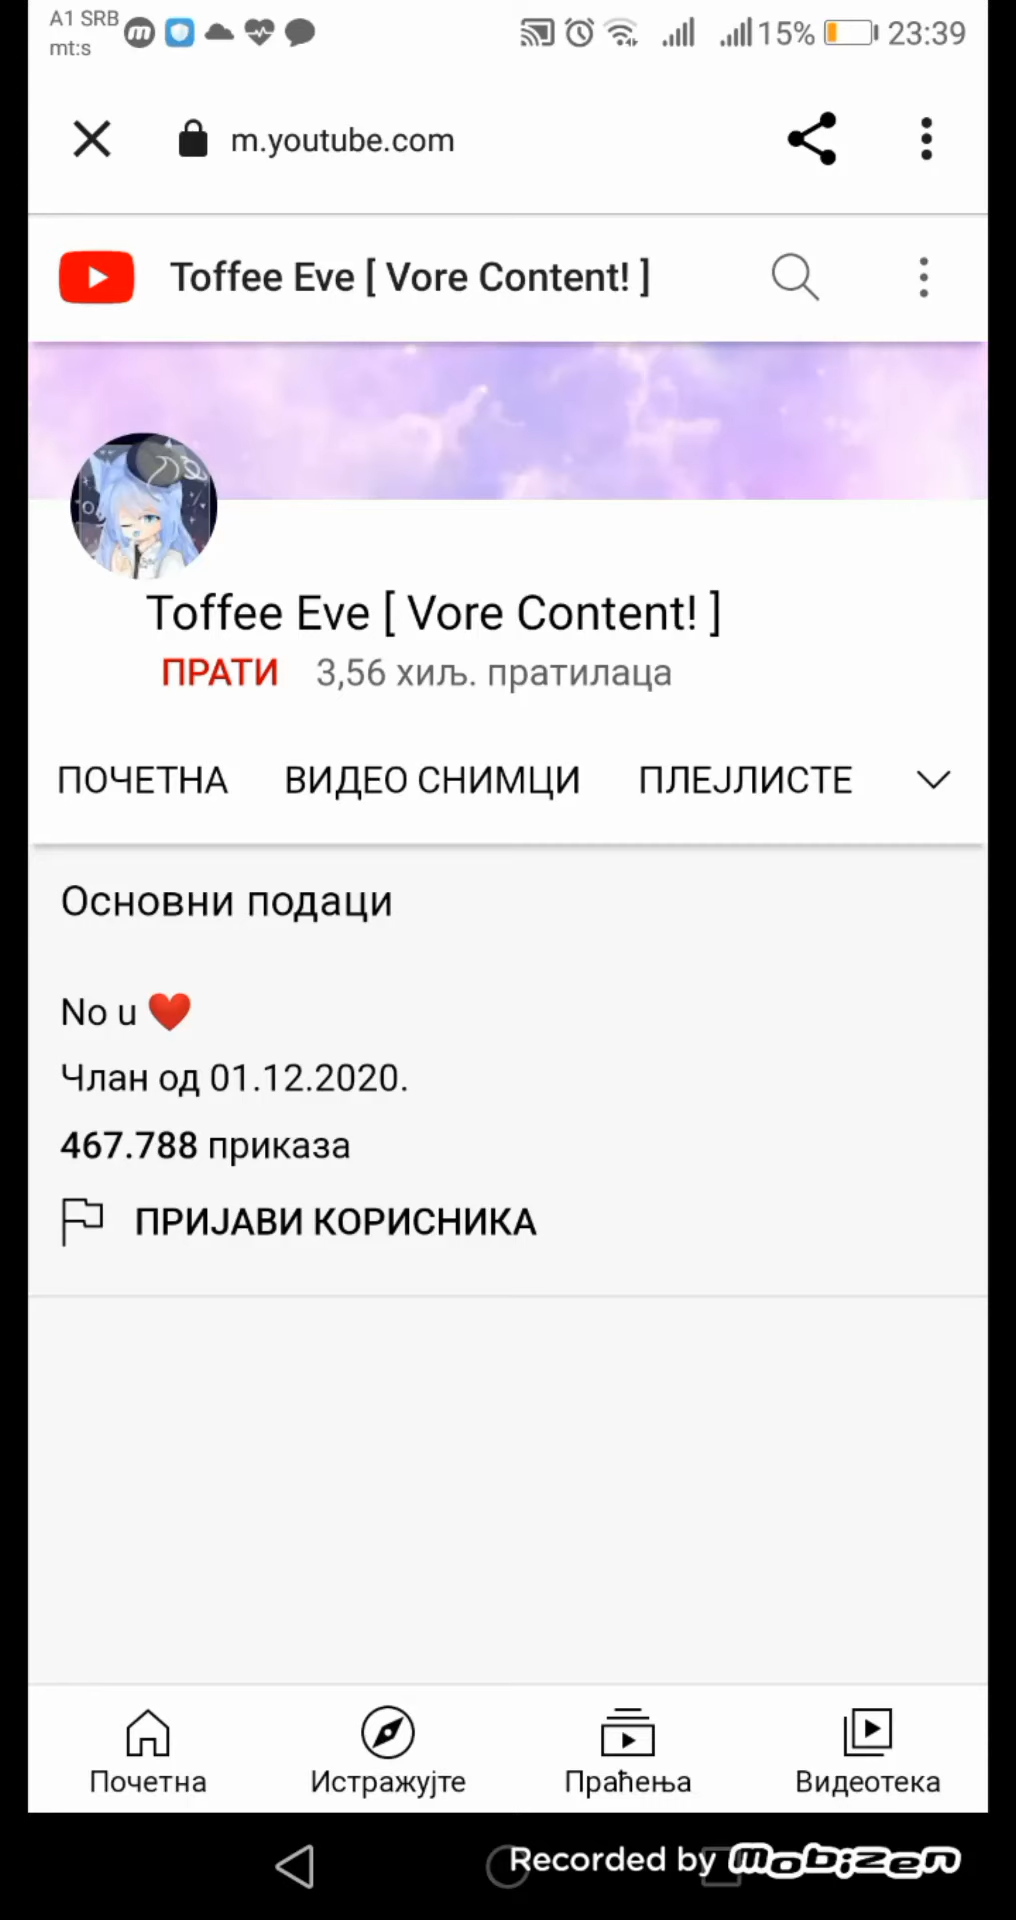 A1 SRB
mt:s
15% 23:39
m.youtube.com
Toffee Eve [ Vore Content! ]
Toffee Eve [ Vore Content! ]
ПРАТИ 3,56 хиљ. пратилаца
ПОЧЕТНА ВИДЕО СНИМЦИ ПЛЕЈЛИСТЕ
Основни подаци
No u ❤️
Члан од 01.12.2020.
467.788 приказа
ПРИЈАВИ КОРИСНИКА
Почетна Истражујте Праћења Видеотека
Recorded by Mobizen